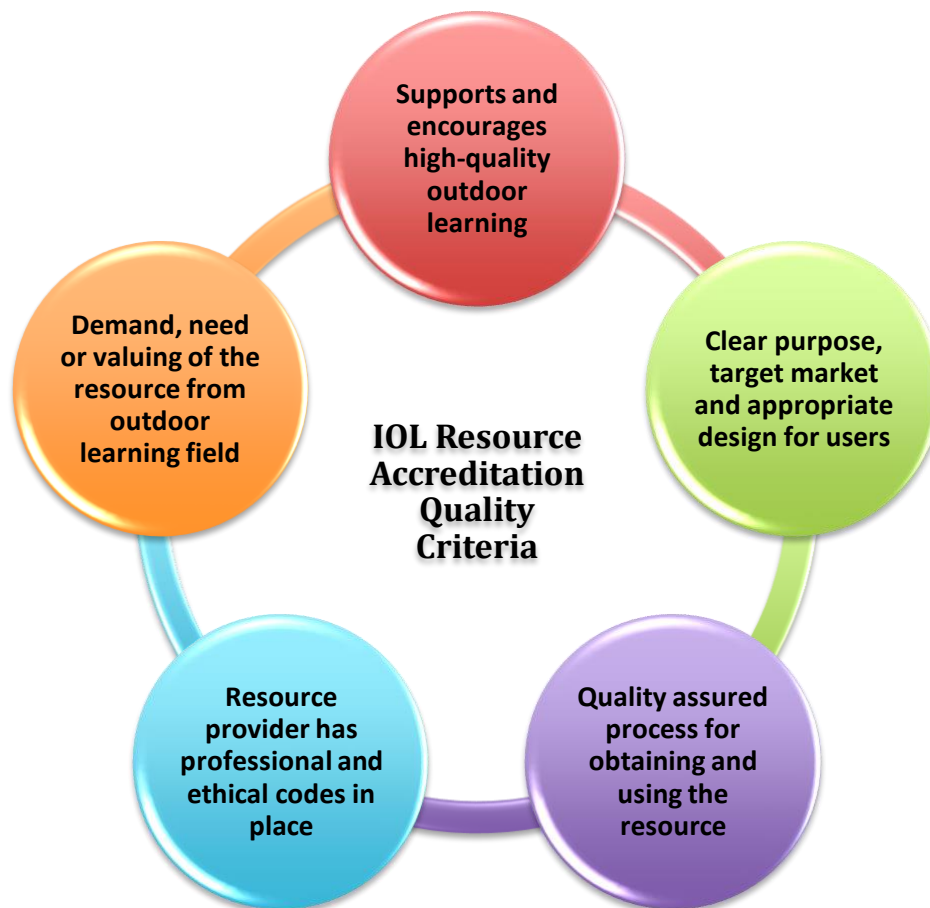 Supports and
encourages
high-quality
outdoor
learning
Clear purpose,
target market
and appropriate
design for users
Quality assured
process for
obtaining and
using the
resource
Resource
provider has
professional and
ethical codes in
place
Demand, need
or valuing of the
resource from
outdoor
learning field
IOL Resource
Accreditation
Quality
Criteria